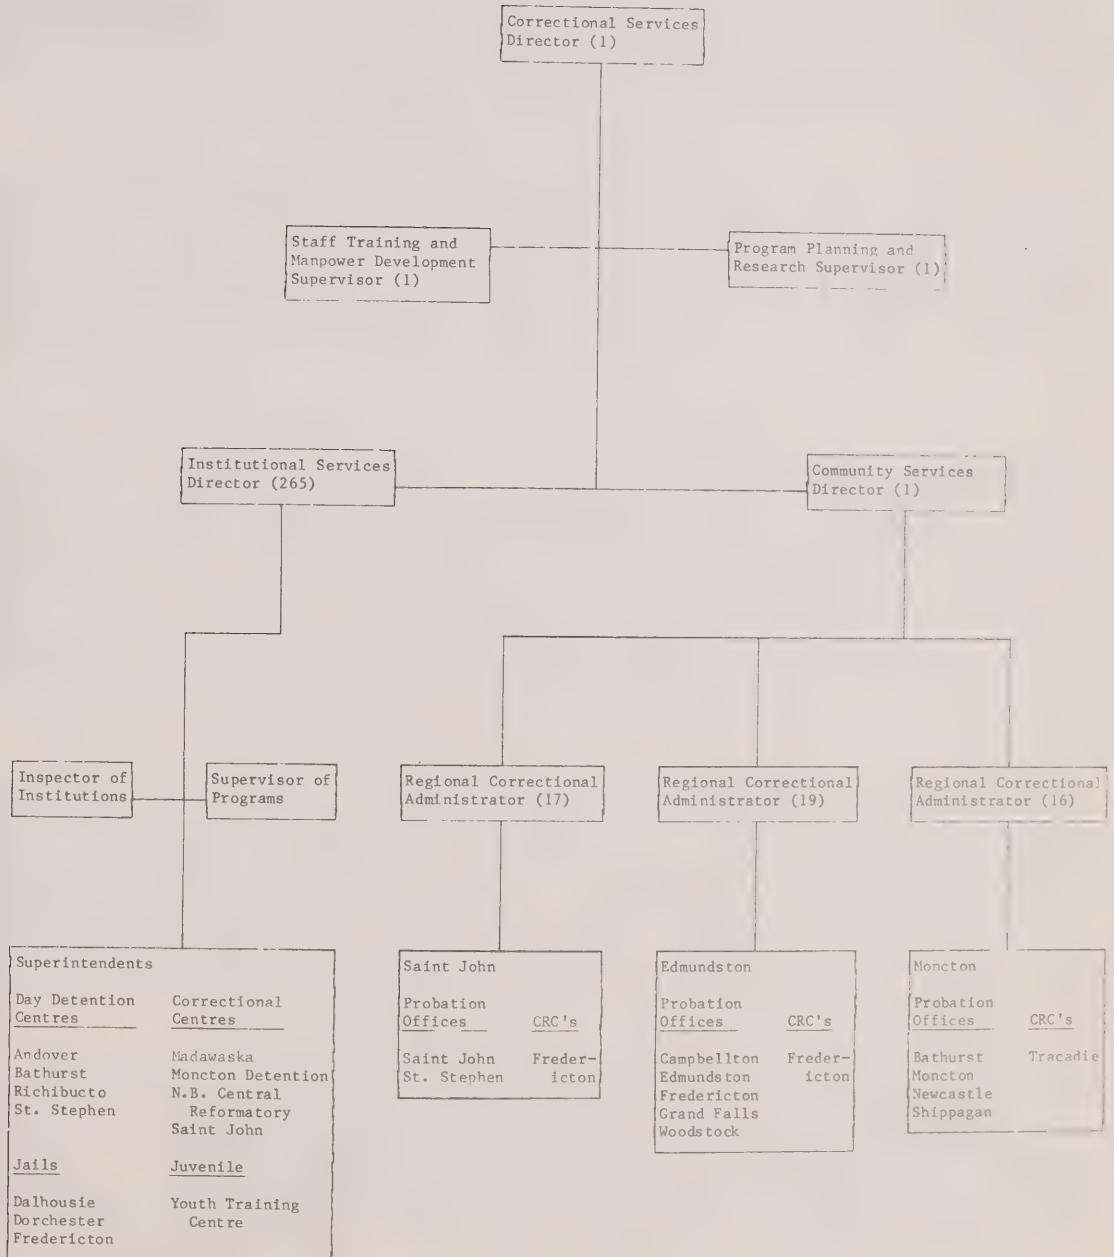 Correctional Services
Director (1)
Staff Training and
Manpower Development
Supervisor (1)
Program Planning and
Research Supervisor (1)
Institutional Services
Director (265)
Community Services
Director (1)
Inspector of
Institutions
Supervisor of
Programs
Regional Correctional
Administrator (17)
Regional Correctional
Administrator (19)
Regional Correctional
Administrator (16)
Superintendents
Day Detention
Centres
Andover
Bathurst
Richibucto
St. Stephen
Correctional
Centres
Madawaska
Moncton Detention
N.B. Central
Reformatory
Saint John
Jails
Dalhousie
Dorchester
Fredericton
Juvenile
Youth Training
Centre
Saint John
Probation
Offices
Saint John
St. Stephen
CRC's
Freder-
icton
Edmundston
Probation
Offices
Campbellton
Edmundston
Fredericton
Grand Falls
Woodstock
CRC's
Freder-
icton
Moncton
Probation
Offices
Bathurst
Moncton
Newcastle
Shippagan
CRC's
Tracadie